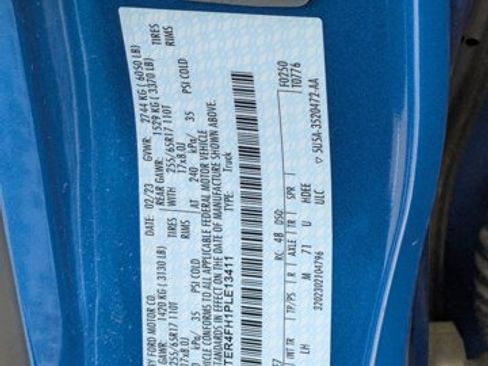 BY FORD MOTOR CO.
02/23 GVWR: 2744 KG ( 6050 LB)
GAWR: 1420 KG ( 3130 LB) REAR GAWR: 1529 KG ( 3370 LB)
255/65R17 110T TIRES WITH 255/65R17 110T TIRES
17x8.0J RIMS 17x8.0J RIMS
kPa/ 35 PSI COLD AT 240 kPa/ 35 PSI COLD
VEHICLE CONFORMS TO ALL APPLICABLE FEDERAL MOTOR VEHICLE
STANDARDS IN EFFECT ON THE DATE OF MANUFACTURE SHOWN ABOVE.
TER4FH1PLE13411 TYPE: Truck
F0250
T0776
RC: 48 DSO:
INT TR TP/PS R AXLE TR SPR
LH M 71 U HDEE
ULC
3202302104796
5U5A-3520472-AA